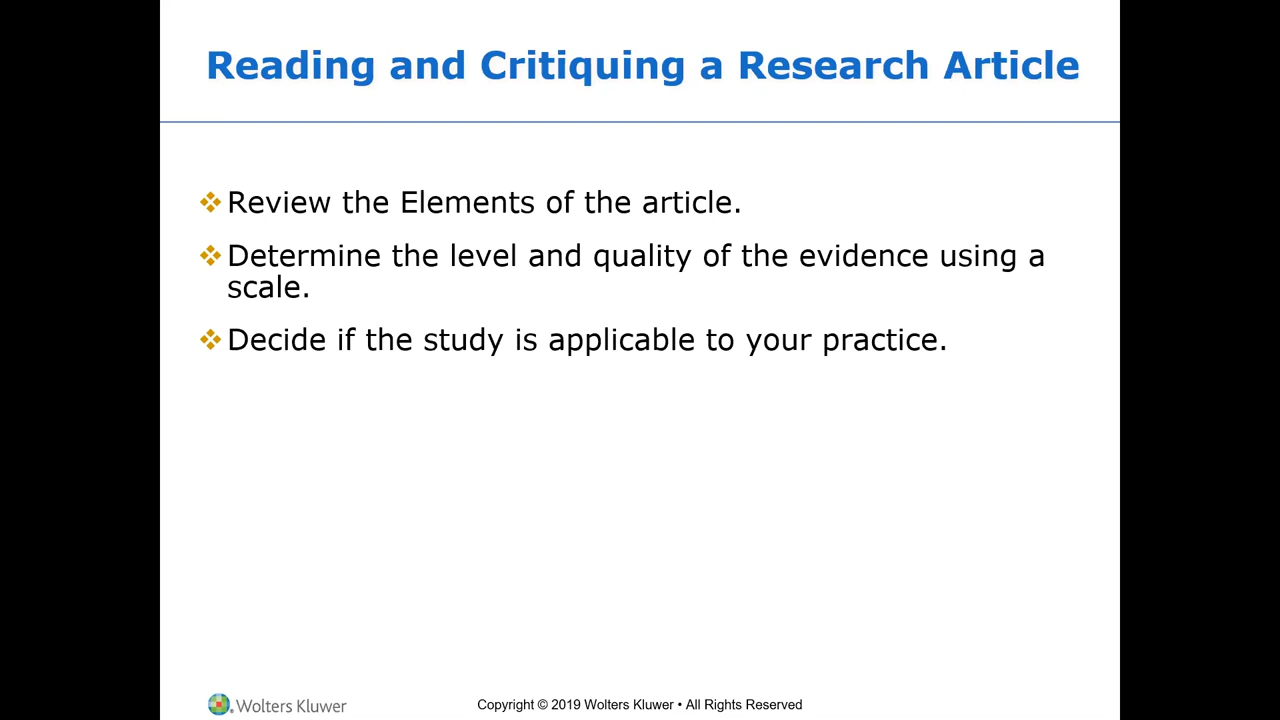 Reading and Critiquing a Research Article
Review the Elements of the article.
Determine the level and quality of the evidence using a
scale.
Decide if the study is applicable to your practice.
Wolters Kluwer
Copyright © 2019 Wolters Kluwer • All Rights Reserved